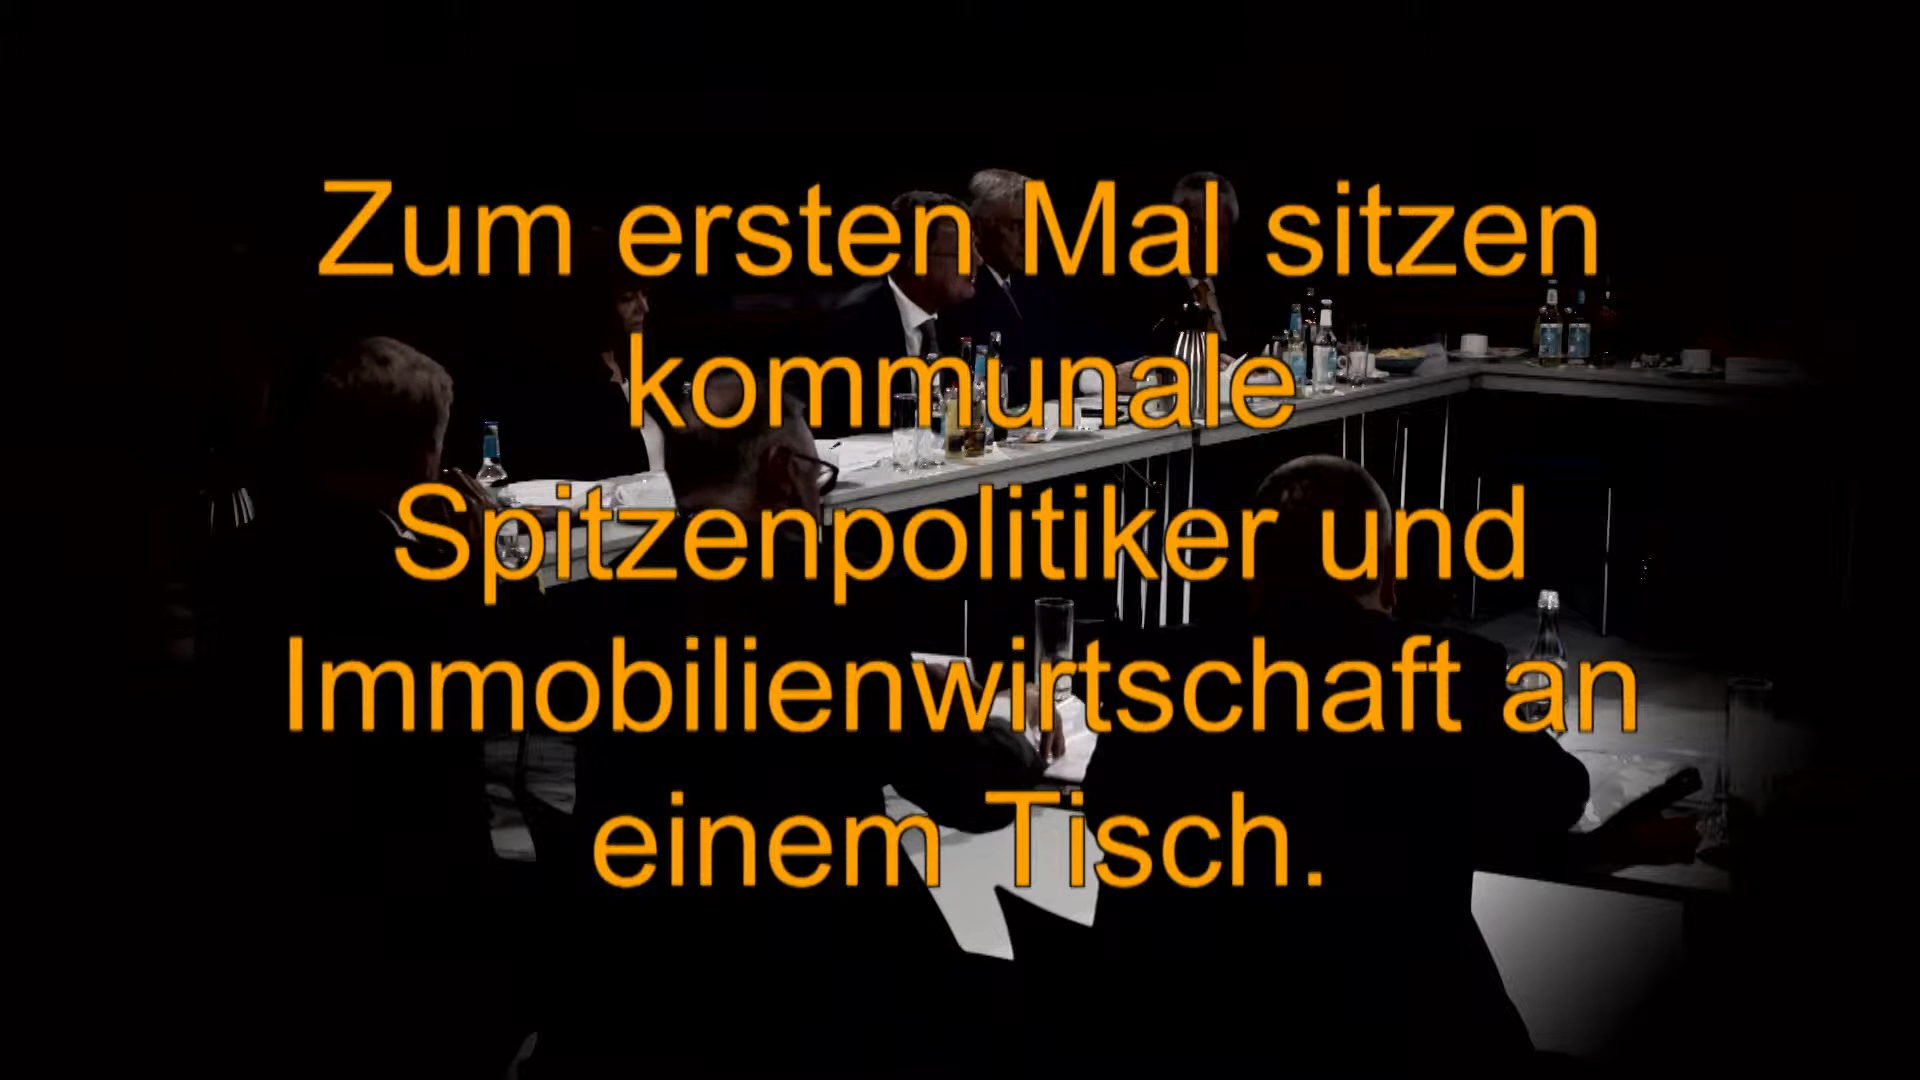 Zum ersten Mal sitzen
kommunale
Spitzenpolitiker und
Immobilienwirtschaft an
einem Tisch.